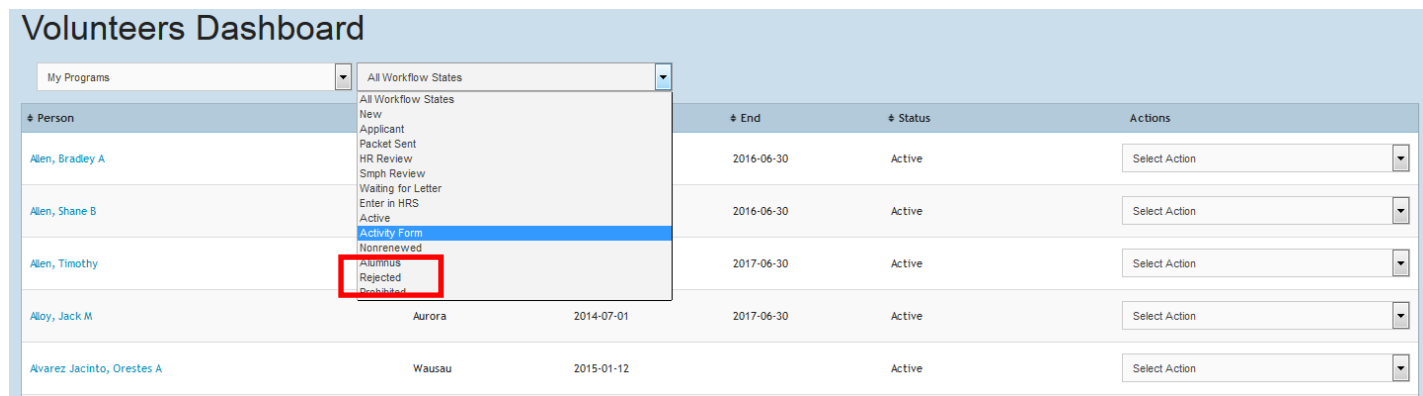 Volunteers Dashboard
My Programs All Workflow States
All Workflow States
New
Applicant
Packet Sent
HR Review
Smph Review
Waiting for Letter
Enter in HRS
Active
Activity Form
Nonrenewed
Alumnus
Rejected
Prohibited
Person End Status Actions
Allen, Bradley A 2016-06-30 Active Select Action
Allen, Shane B 2016-06-30 Active Select Action
Allen, Timothy 2017-06-30 Active Select Action
Alloy, Jack M Aurora 2014-07-01 2017-06-30 Active Select Action
Alvarez Jacinto, Orestes A Wausau 2015-01-12 Active Select Action